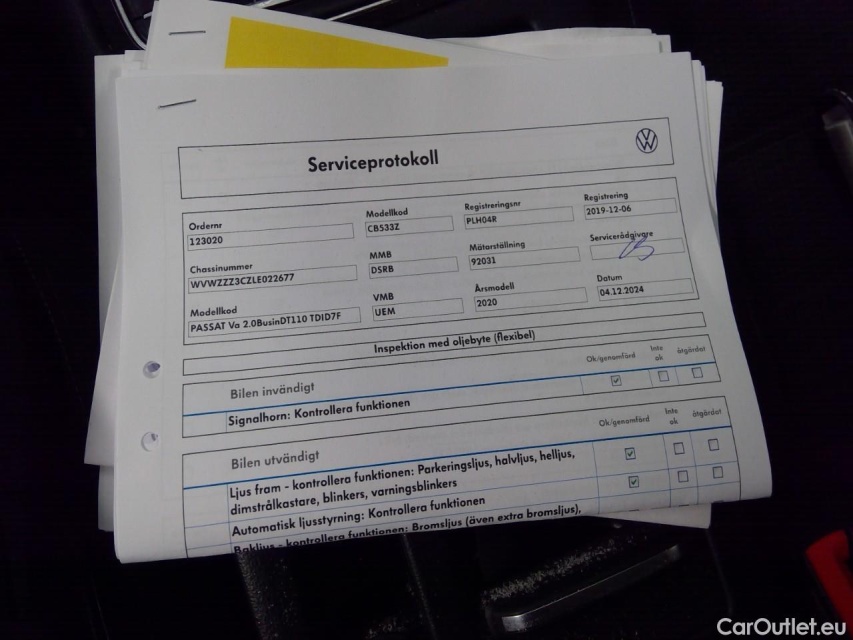 Serviceprotokoll
Ordernr
123020
Modellkod
CB533Z
Registreringsnr
PLH04R
Registrering
2019-12-06
Chassinummer
WVWZZZ3CZLE022677
MMB
DSRB
Mätarställning
92031
Servicerådgivare
Modellkod
PASSAT Va 2.0BusinDT110 TDID7F
VMB
UEM
Årsmodell
2020
Datum
04.12.2024
Inspektion med oljebyte (flexibel)
Bilen invändigt
Ok/genomförd
Inte ok
åtgärdat
Signalhorn: Kontrollera funktionen
Bilen utvändigt
Ok/genomförd
Inte ok
åtgärdat
Ljus fram - kontrollera funktionen: Parkeringsljus, halvljus, helljus,
dimstrålkastare, blinkers, varningsblinkers
Automatisk ljusstyrning: Kontrollera funktionen
Bakljus - kontrollera funktionen: Bromsljus (även extra bromsljus),
CarOutlet.eu